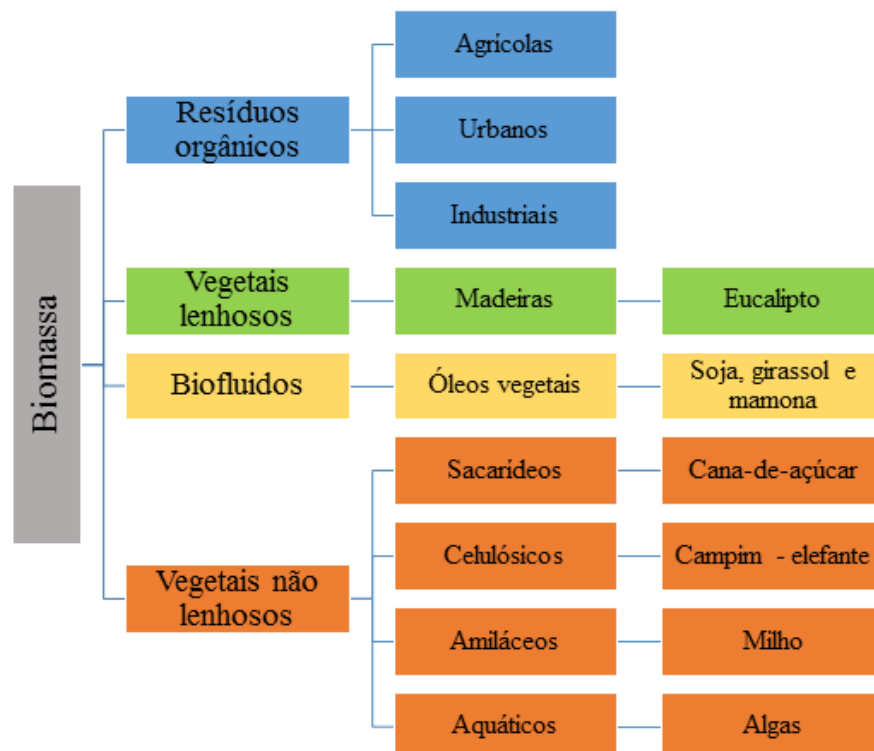 Biomassa
Resíduos
orgânicos
Agrícolas
Urbanos
Industriais
Vegetais
lenhosos
Madeiras
Eucalipto
Biofluidos
Óleos vegetais
Soja, girassol e
mamona
Vegetais não
lenhosos
Sacarideos
Cana-de-açúcar
Celulósicos
Campim - elefante
Amiláceos
Milho
Aquáticos
Algas